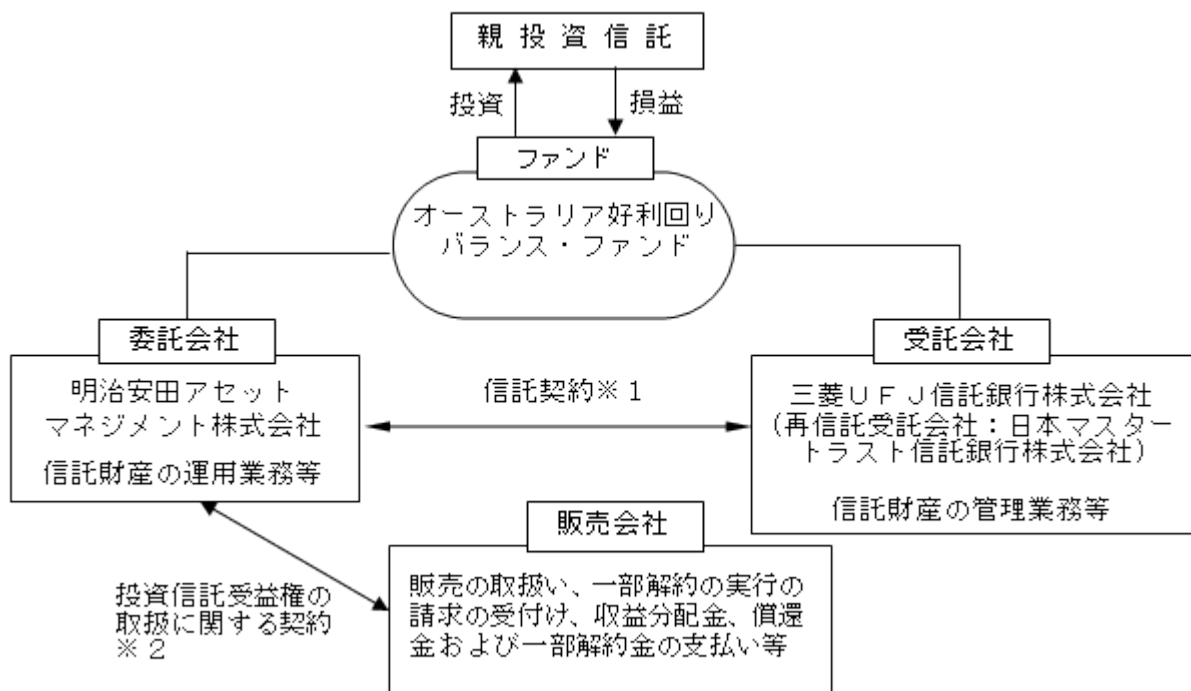 親投資信託
投資
損益
ファンド
オーストラリア好利回り
バランス・ファンド
委託会社
明治安田アセット
マネジメント株式会社
信託財産の運用業務等
信託契約※１
受託会社
三菱ＵＦＪ信託銀行株式会社
(再信託受託会社：日本マスター
トラスト信託銀行株式会社)
信託財産の管理業務等
投資信託受益権の
取扱に関する契約
※２
販売会社
販売の取扱い、一部解約の実行の
請求の受付け、収益分配金、償還
金および一部解約金の支払い等